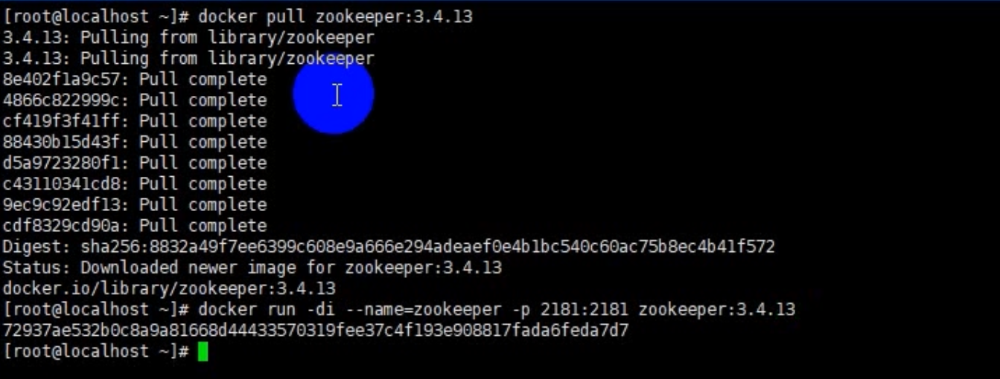 [root@localhost ~]# docker pull zookeeper:3.4.13
3.4.13: Pulling from library/zookeeper
3.4.13: Pulling from library/zookeeper
8e402f1a9c57: Pull complete
4866c822999c: Pull complete
cf419f3f41ff: Pull complete
88430b15d43f: Pull complete
d5a9723280f1: Pull complete
c43110341cd8: Pull complete
9ec9c92edf13: Pull complete
cdf8329cd90a: Pull complete
Digest: sha256:8832a49f7ee6399c608e9a666e294adeaef0e4b1bc540c60ac75b8ec4b41f572
Status: Downloaded newer image for zookeeper:3.4.13
docker.io/library/zookeeper:3.4.13
[root@localhost ~]# docker run -di --name=zookeeper -p 2181:2181 zookeeper:3.4.13
72937ae532b0c8a9a81668d44433570319fee37c4f193e908817fada6feda7d7
[root@localhost ~]#